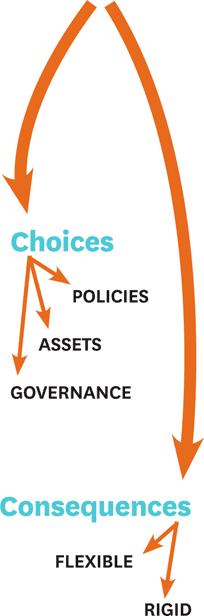 Choices
POLICIES
ASSETS
GOVERNANCE
Consequences
FLEXIBLE
RIGID